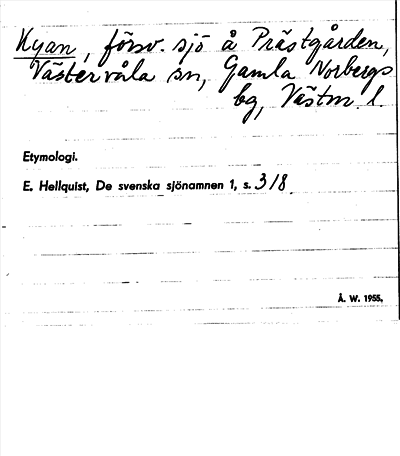 Kyan, försv. sjö å Prästgården,
Västervåla sn, Gamla Norbergs
bg, Västm. l.
Etymologi.
E. Hellquist, De svenska sjönamnen 1, s. 318
Å. W. 1955.